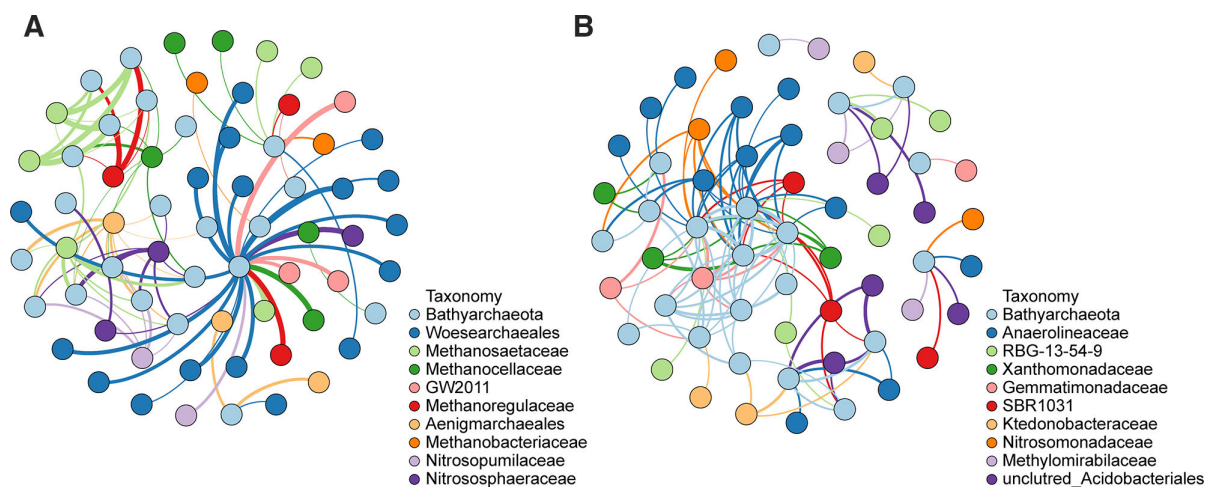 A
B
Taxonomy
Bathyarchaeota
Woesearchaeales
Methanosaetaceae
Methanocellaceae
GW2011
Methanoregulaceae
Aenigmarchaeales
Methanobacteriaceae
Nitrosopumilaceae
Nitrososphaeraceae
Taxonomy
Bathyarchaeota
Anaerolineaceae
RBG-13-54-9
Xanthomonadaceae
Gemmatimonadaceae
SBR1031
Ktedonobacteraceae
Nitrosomonadaceae
Methylomirabilaceae
unclutred_Acidobacteriales